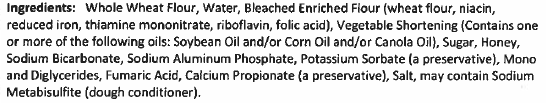 Ingredients: Whole Wheat Flour, Water, Bleached Enriched Flour (wheat flour, niacin,
reduced iron, thiamine mononitrate, riboflavin, folic acid), Vegetable Shortening (Contains one
or more of the following oils: Soybean Oil and/or Corn Oil and/or Canola Oil), Sugar, Honey,
Sodium Bicarbonate, Sodium Aluminum Phosphate, Potassium Sorbate (a preservative), Mono
and Diglycerides, Fumaric Acid, Calcium Propionate (a preservative), Salt, may contain Sodium
Metabisulfite (dough conditioner).